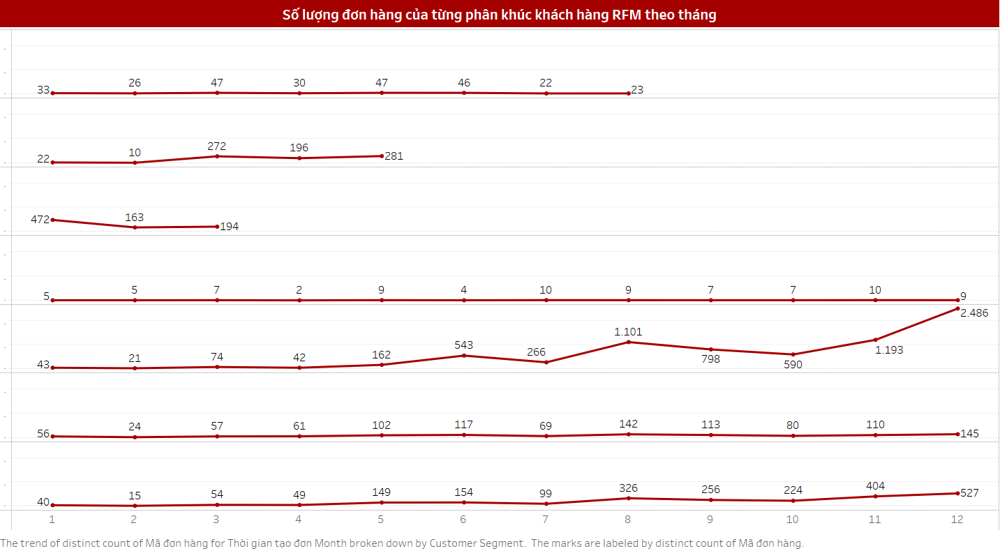 Số lượng đơn hàng của từng phân khúc khách hàng RFM theo tháng
33 26 47 30 47 46 22 23
22 10 272 196 281
472 163 194
5 5 7 2 9 4 10 9 7 7 10 9
43 21 74 42 162 543 266 1.101 798 590 1.193 2.486
56 24 57 61 102 117 69 142 113 80 110 145
40 15 54 49 149 154 99 326 256 224 404 527
1 2 3 4 5 6 7 8 9 10 11 12
The trend of distinct count of Mã đơn hàng for Thời gian tạo đơn Month broken down by Customer Segment. The marks are labeled by distinct count of Mã đơn hàng.